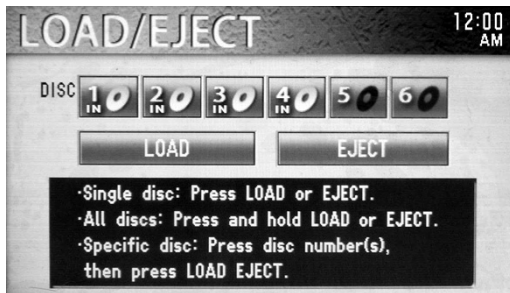 LOAD/EJECT
12:00
AM
DISC 1 IN 2 IN 3 IN 4 IN 5 6
LOAD EJECT
·Single disc: Press LOAD or EJECT.
·All discs: Press and hold LOAD or EJECT.
·Specific disc: Press disc number(s),
then press LOAD EJECT.